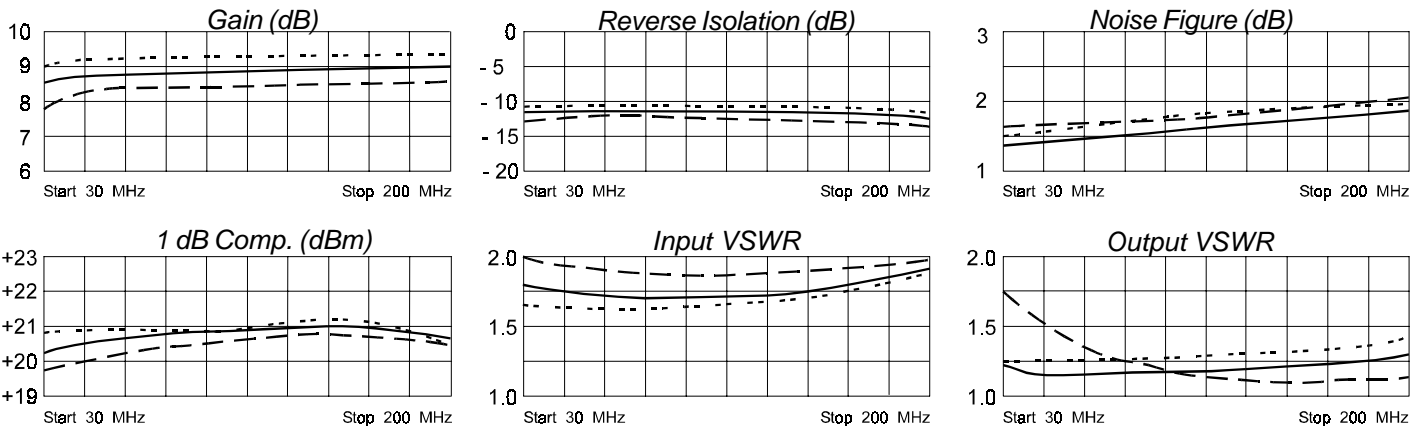 Gain (dB)
10
9
8
7
6
Start 30 MHz Stop 200 MHz
Reverse Isolation (dB)
0
- 5
- 10
- 15
- 20
Start 30 MHz Stop 200 MHz
Noise Figure (dB)
3
2
1
Start 30 MHz Stop 200 MHz
1 dB Comp. (dBm)
+23
+22
+21
+20
+19
Start 30 MHz Stop 200 MHz
Input VSWR
2.0
1.5
1.0
Start 30 MHz Stop 200 MHz
Output VSWR
2.0
1.5
1.0
Start 30 MHz Stop 200 MHz